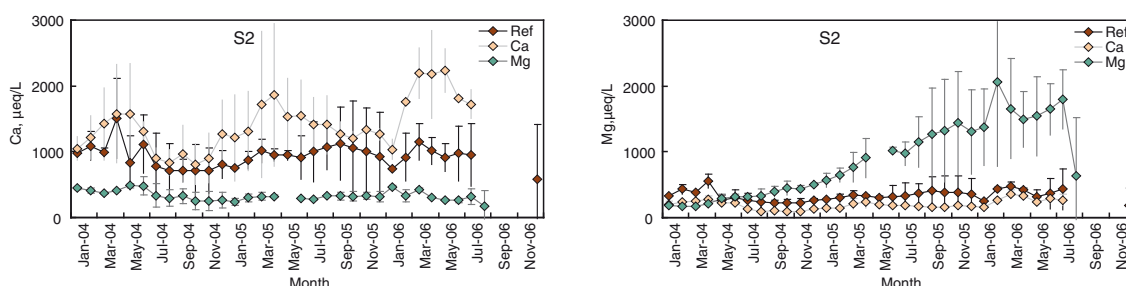 3000
S2
Ref
Ca
Mg
2000
1000
0
Ca, μeq/L
Jan-04
Mar-04
May-04
Jul-04
Sep-04
Nov-04
Jan-05
Mar-05
May-05
Jul-05
Sep-05
Nov-05
Jan-06
Mar-06
May-06
Jul-06
Sep-06
Nov-06
Month
3000
S2
Ref
Ca
Mg
2000
1000
0
Mg,μeq/L
Jan-04
Mar-04
May-04
Jul-04
Sep-04
Nov-04
Jan-05
Mar-05
May-05
Jul-05
Sep-05
Nov-05
Jan-06
Mar-06
May-06
Jul-06
Sep-06
Nov-06
Month